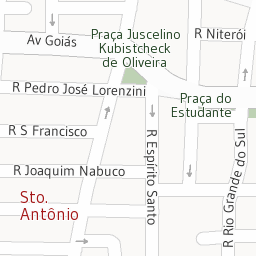 Praça Juscelino
Kubistcheck
de Oliveira
R Niterói
Av Goiás
R Pedro José Lorenzini
Praça do
Estudante
R S Francisco
R Joaquim Nabuco
R Espírito Santo
R Rio Grande do Sul
Sto.
Antônio